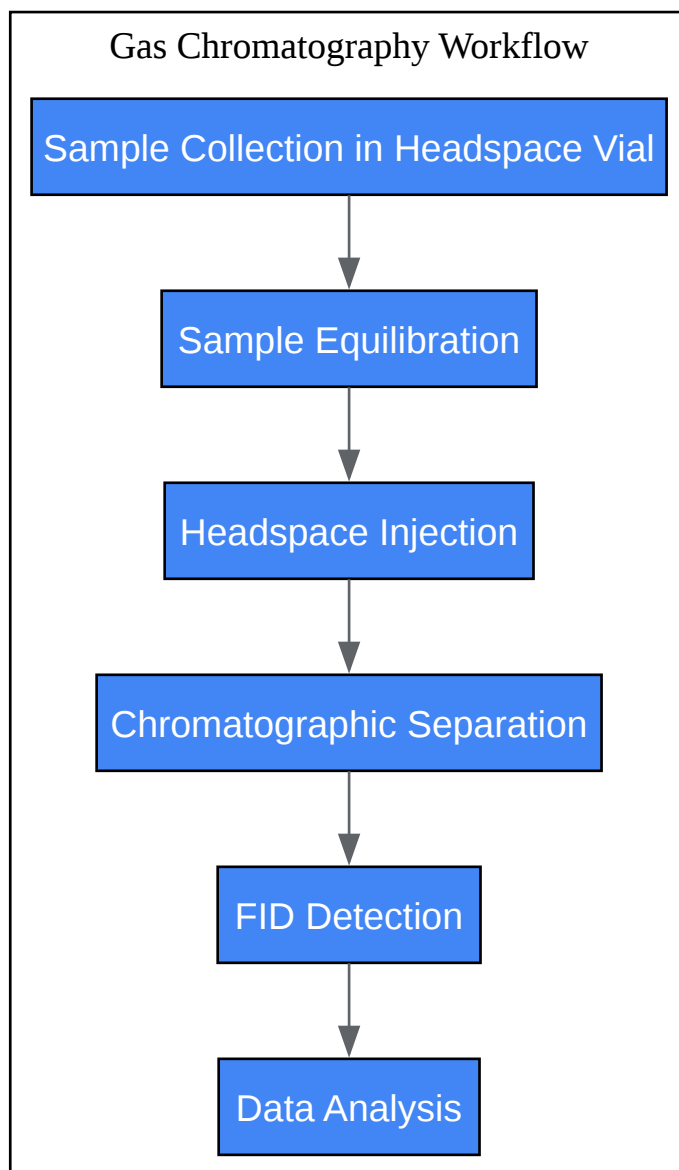 Gas Chromatography Workflow
Sample Collection in Headspace Vial
Sample Equilibration
Headspace Injection
Chromatographic Separation
FID Detection
Data Analysis